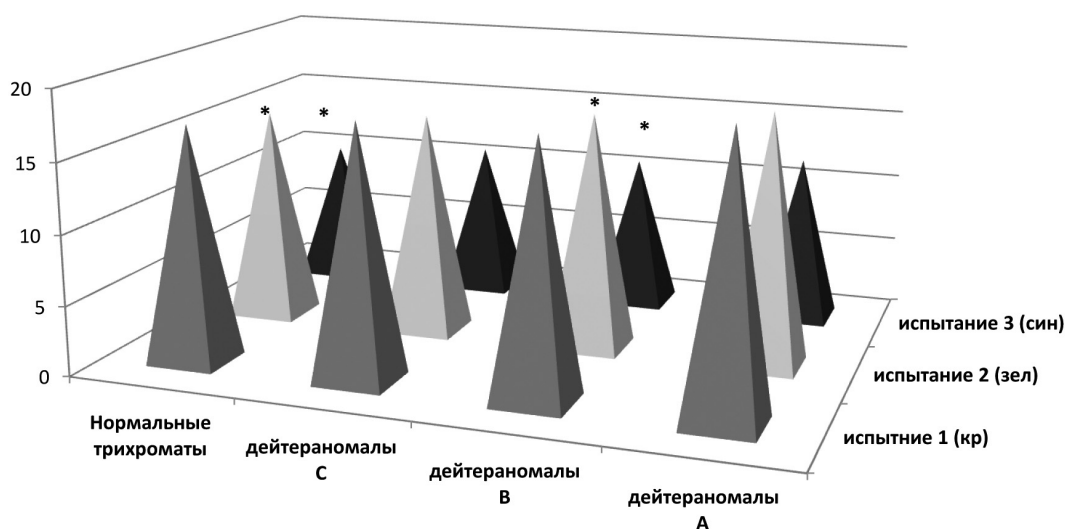 20
15
10
5
0
*
*
*
*
испытание 3 (син)
испытание 2 (зел)
испытние 1 (кр)
Нормальные
трихроматы
дейтераномалы
С
дейтераномалы
В
дейтераномалы
А